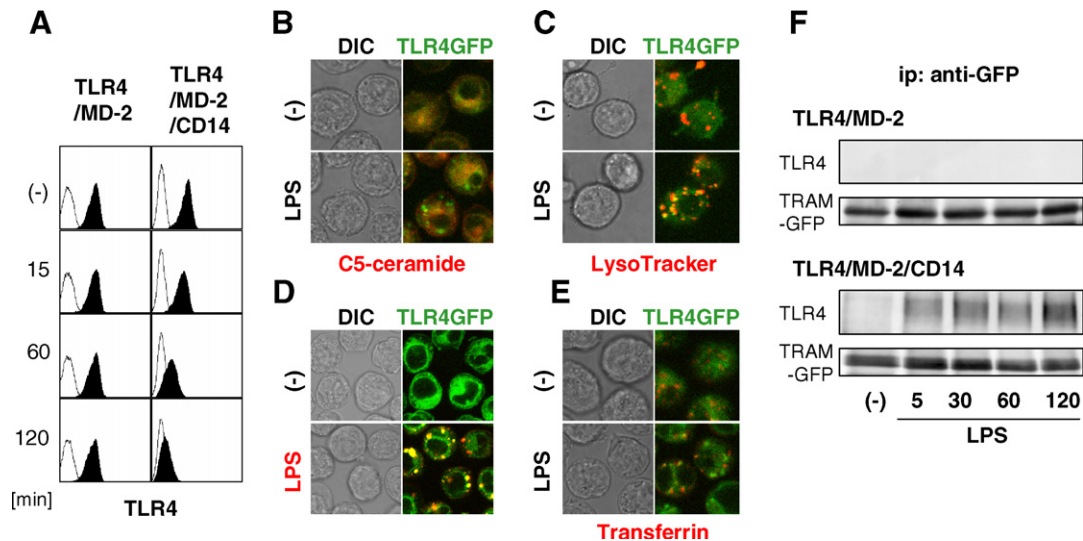 A
TLR4
/MD-2
TLR4
/MD-2
/CD14
(-)
15
60
120
[min]
TLR4
B
DIC TLR4GFP
(-)
LPS
C5-ceramide
C
DIC TLR4GFP
(-)
LPS
LysoTracker
D
DIC TLR4GFP
(-)
LPS
E
DIC TLR4GFP
(-)
LPS
Transferrin
F
ip: anti-GFP
TLR4/MD-2
TLR4
TRAM
-GFP
TLR4/MD-2/CD14
TLR4
TRAM
-GFP
(-) 5 30 60 120
LPS